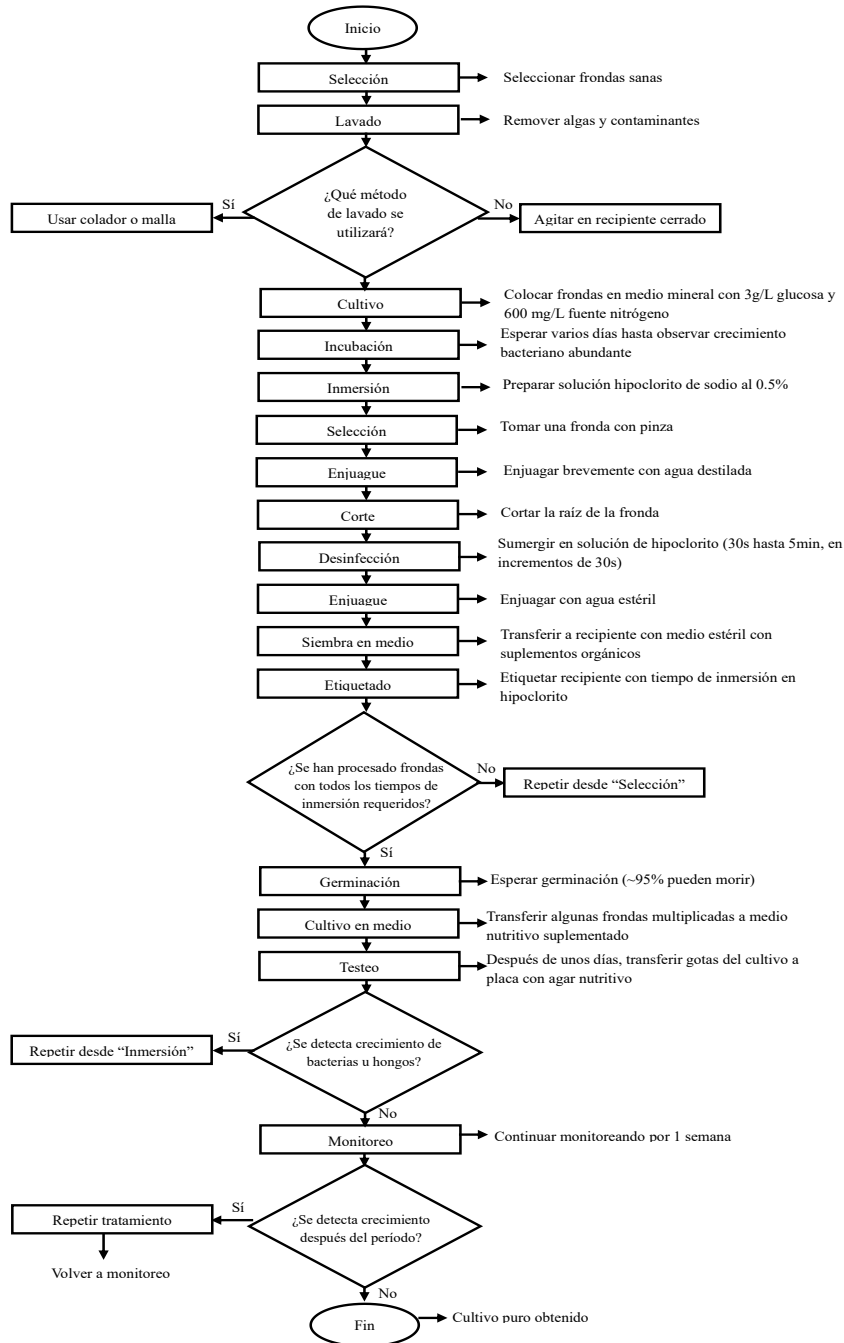 Inicio
Selección
Seleccionar frondas sanas
Lavado
Remover algas y contaminantes
¿Qué método
de lavado se
utilizará?
Sí
Usar colador o malla
No
Agitar en recipiente cerrado
Cultivo
Colocar frondas en medio mineral con 3g/L glucosa y
600 mg/L fuente nitrógeno
Incubación
Esperar varios días hasta observar crecimiento
bacteriano abundante
Inmersión
Preparar solución hipoclorito de sodio al 0.5%
Selección
Tomar una fronda con pinza
Enjuague
Enjuagar brevemente con agua destilada
Corte
Cortar la raíz de la fronda
Desinfección
Sumergir en solución de hipoclorito (30s hasta 5min, en
incrementos de 30s)
Enjuague
Enjuagar con agua estéril
Siembra en medio
Transferir a recipiente con medio estéril con
suplementos orgánicos
Etiquetado
Etiquetar recipiente con tiempo de inmersión en
hipoclorito
¿Se han procesado frondas
con todos los tiempos de
inmersión requeridos?
No
Repetir desde “Selección”
Sí
Germinación
Esperar germinación (~95% pueden morir)
Cultivo en medio
Transferir algunas frondas multiplicadas a medio
nutritivo suplementado
Testeo
Después de unos días, transferir gotas del cultivo a
placa con agar nutritivo
¿Se detecta crecimiento de
bacterias u hongos?
Sí
Repetir desde “Inmersión”
No
Monitoreo
Continuar monitoreando por 1 semana
¿Se detecta crecimiento
después del período?
Sí
Repetir tratamiento
Volver a monitoreo
No
Fin
Cultivo puro obtenido